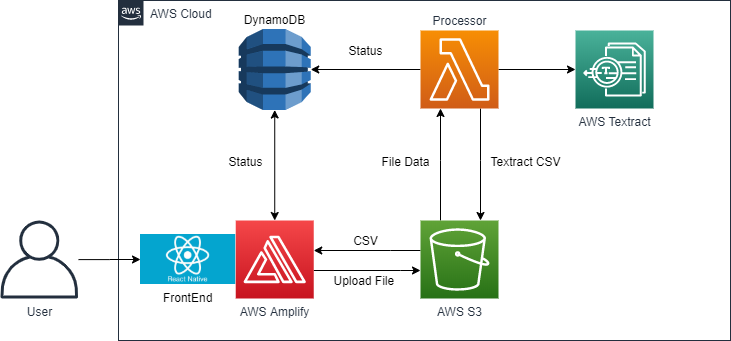 aws
AWS Cloud
DynamoDB
Processor
Status
AWS Textract
Status
File Data
Textract CSV
CSV
React Native
Upload File
User
FrontEnd
AWS Amplify
AWS S3